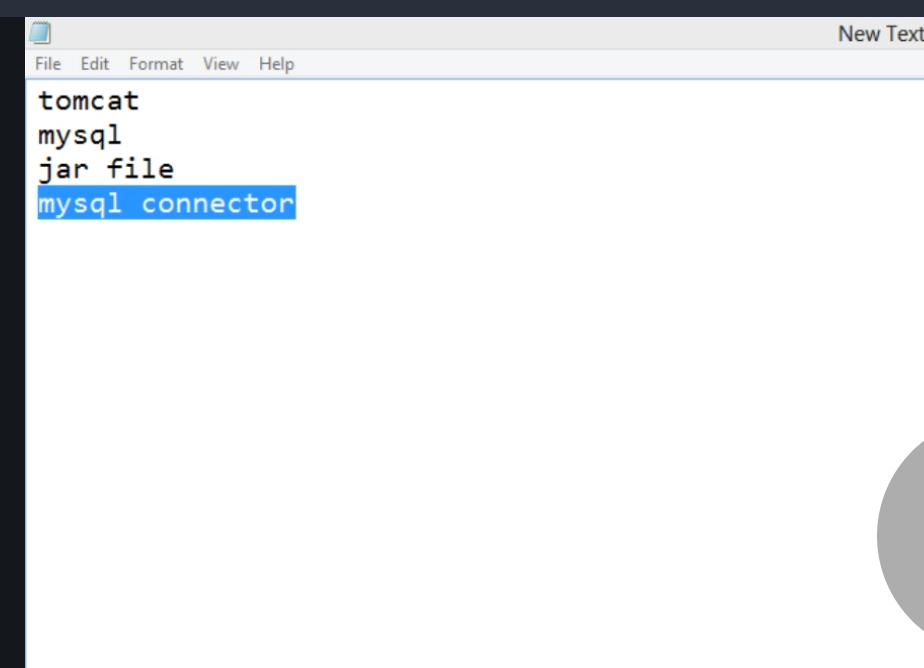 New Text
File Edit Format View Help
tomcat
mysql
jar file
mysql connector